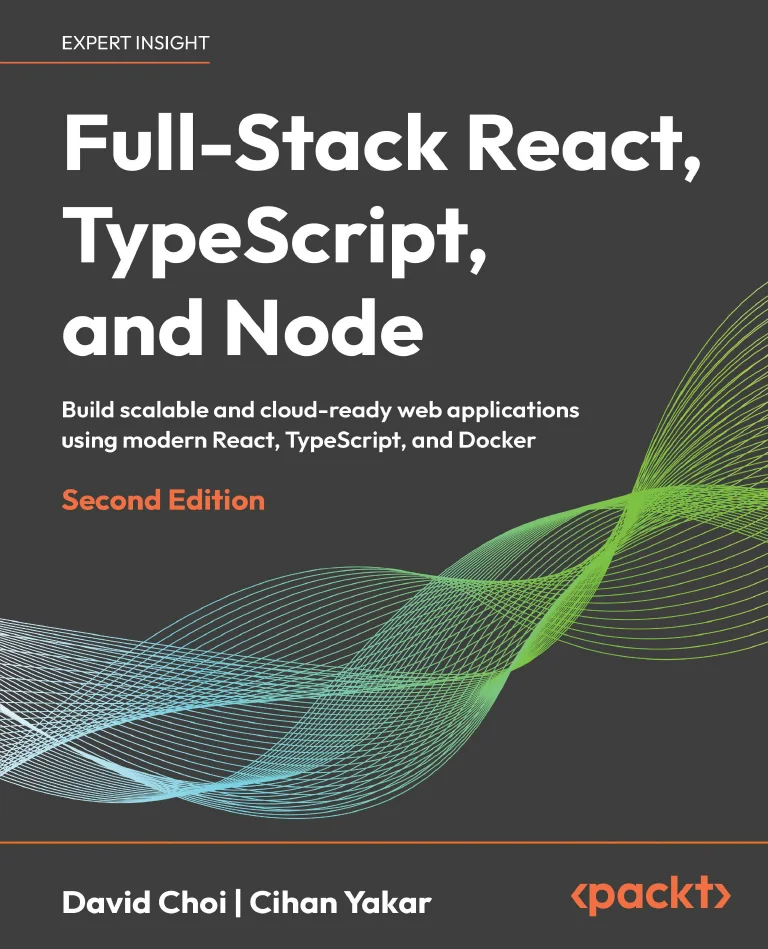 EXPERT INSIGHT
Full-Stack React,
TypeScript,
and Node
Build scalable and cloud-ready web applications
using modern React, TypeScript, and Docker
Second Edition
David Choi | Cihan Yakar
<packt>